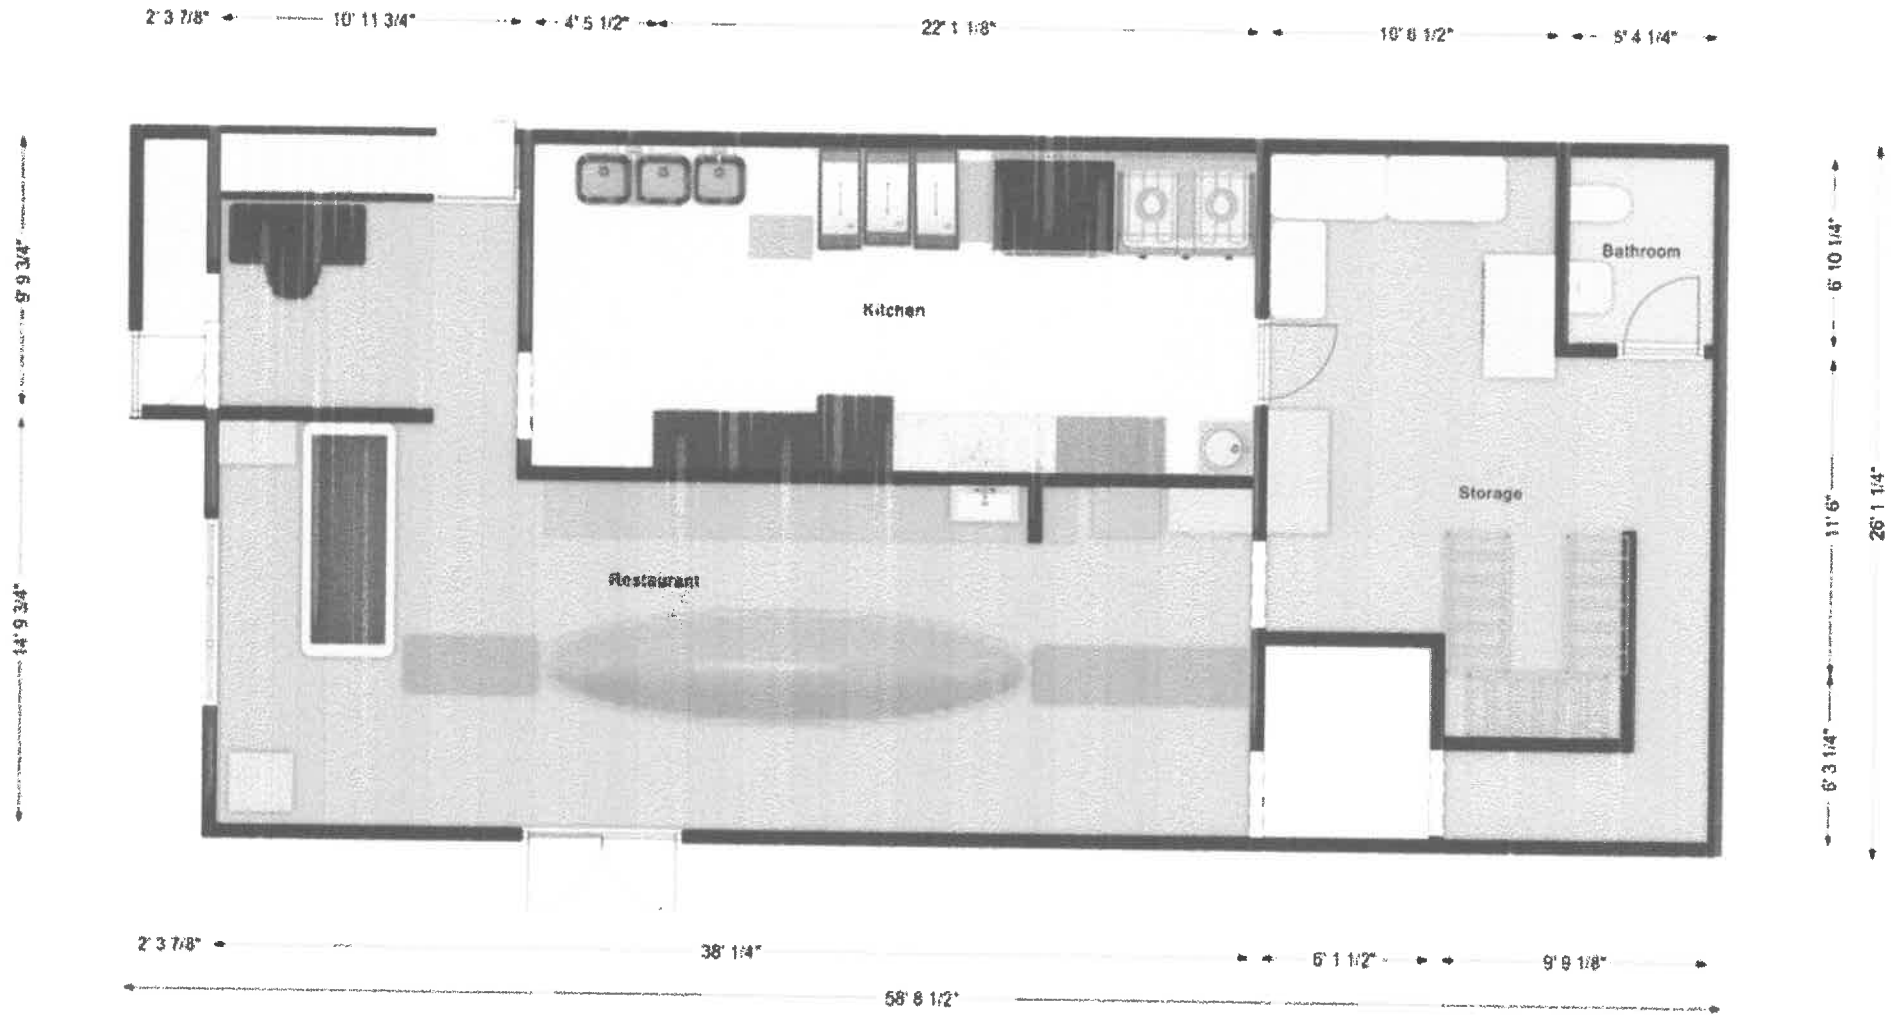 2' 3 7/8"
10' 11 3/4"
4' 5 1/2"
22' 1 1/8"
10' 6 1/2"
5' 4 1/4"
9' 9 3/4"
6' 10 1/4"
Bathroom
Kitchen
Storage
11' 6"
26' 1 1/4"
Restaurant
14' 9 3/4"
6' 3 1/4"
2' 3 7/8"
38' 1/4"
6' 1 1/2"
9' 9 1/8"
58' 8 1/2"